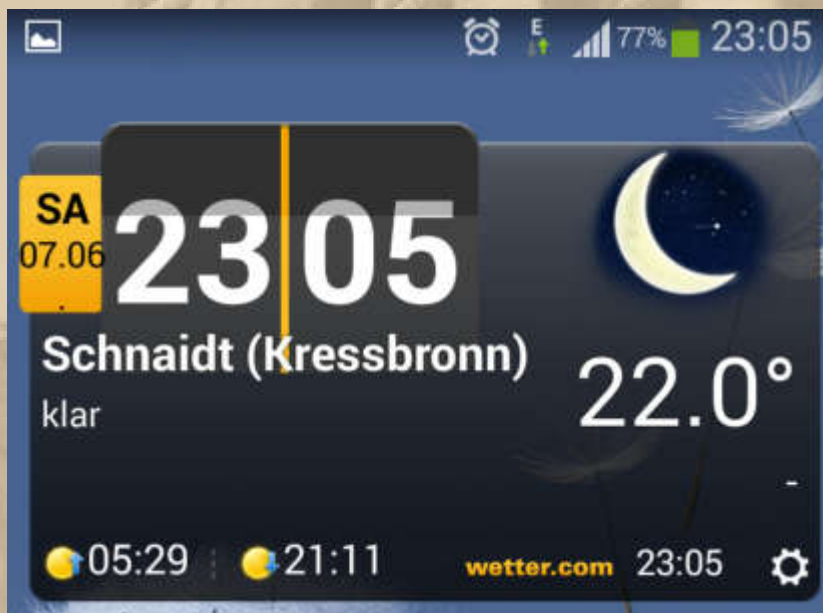 E 77% 23:05
SA
07.06
.
23 05
Schnaidt (Kressbronn)
klar
22.0°
-
05:29 21:11 wetter.com 23:05